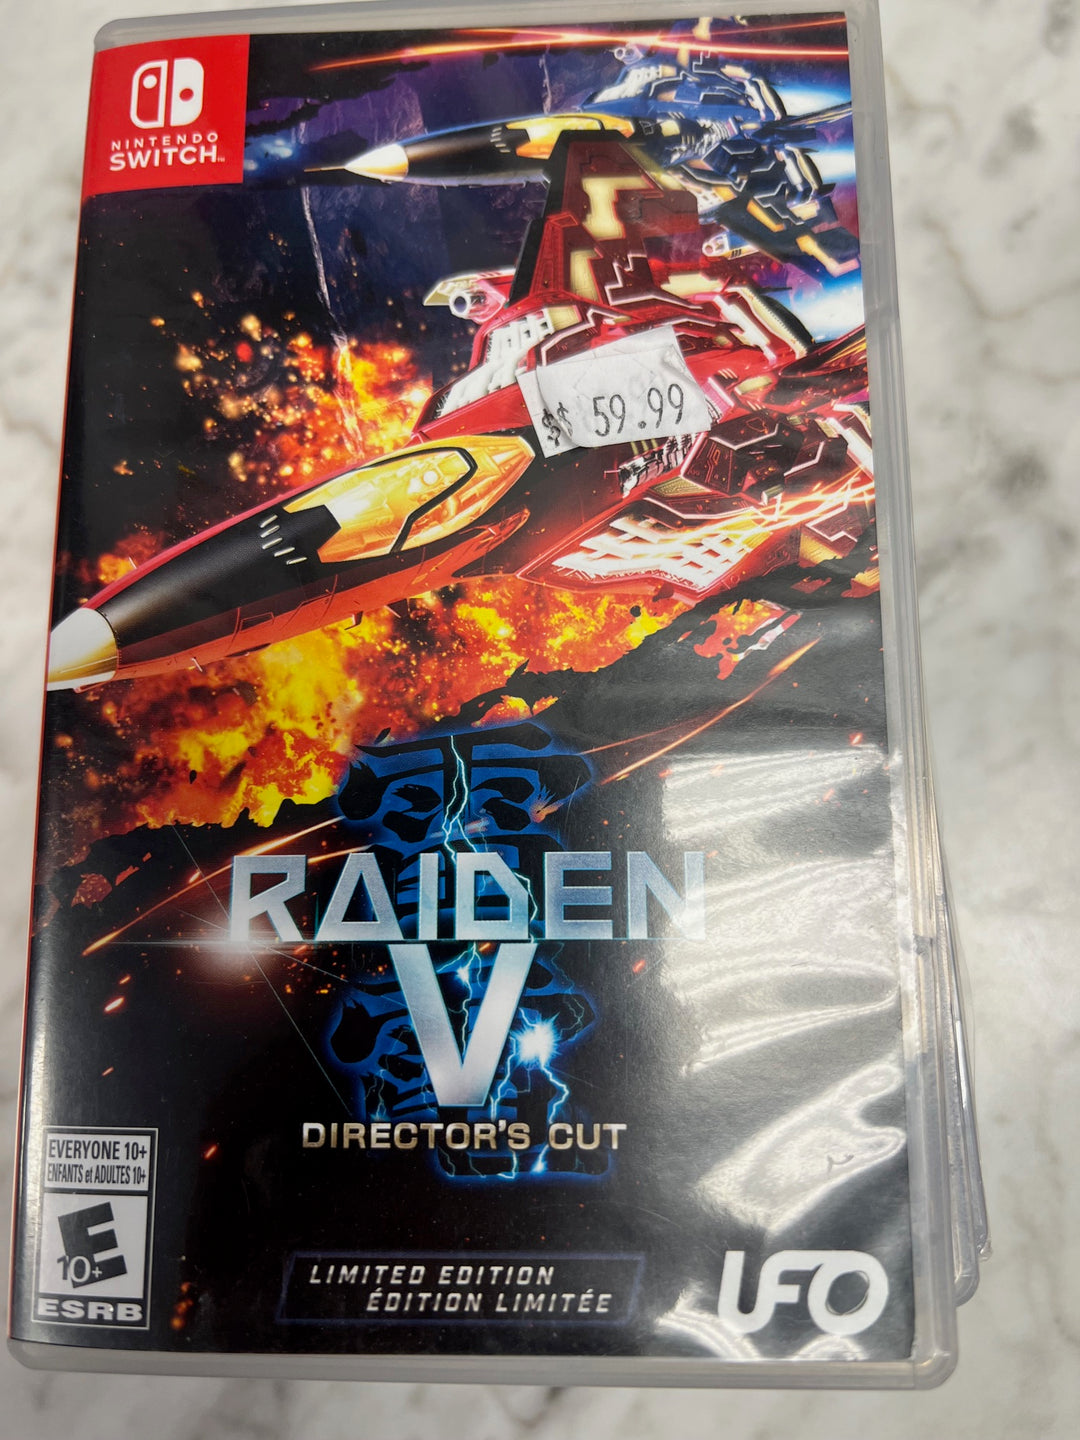 NINTENDO
SWITCH™
$$ 59.99
RAIDEN
V
DIRECTOR'S CUT
EVERYONE 10+
ENFANTS et ADULTES 10+
E
10+
ESRB
LIMITED EDITION
ÉDITION LIMITÉE
UFO